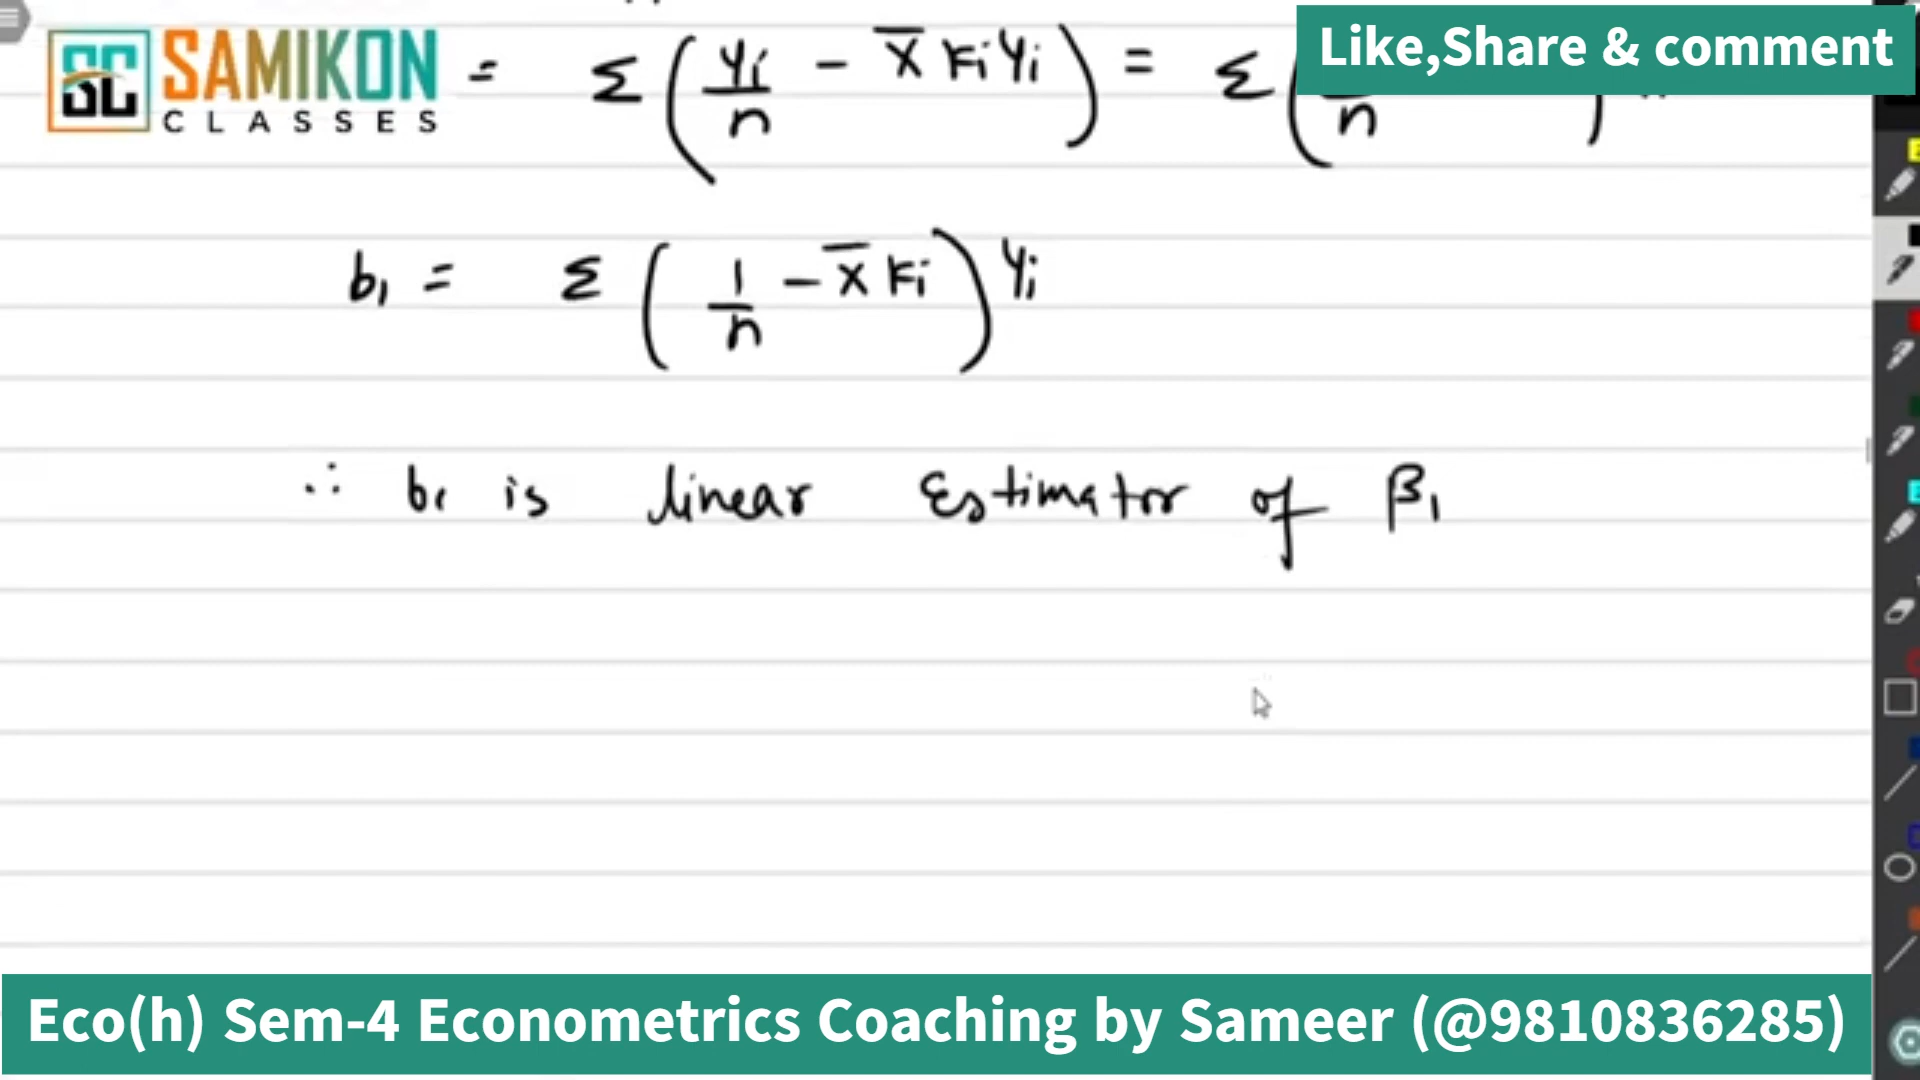 Like,Share & comment
SC SAMIKON
CLASSES
= Σ ( Yi/n - X̄ Ki Yi ) = Σ ( /n )
b₁ = Σ ( 1/n - X̄ Ki ) Yi
∴ b₁ is linear Estimator of β₁
Eco(h) Sem-4 Econometrics Coaching by Sameer (@9810836285)